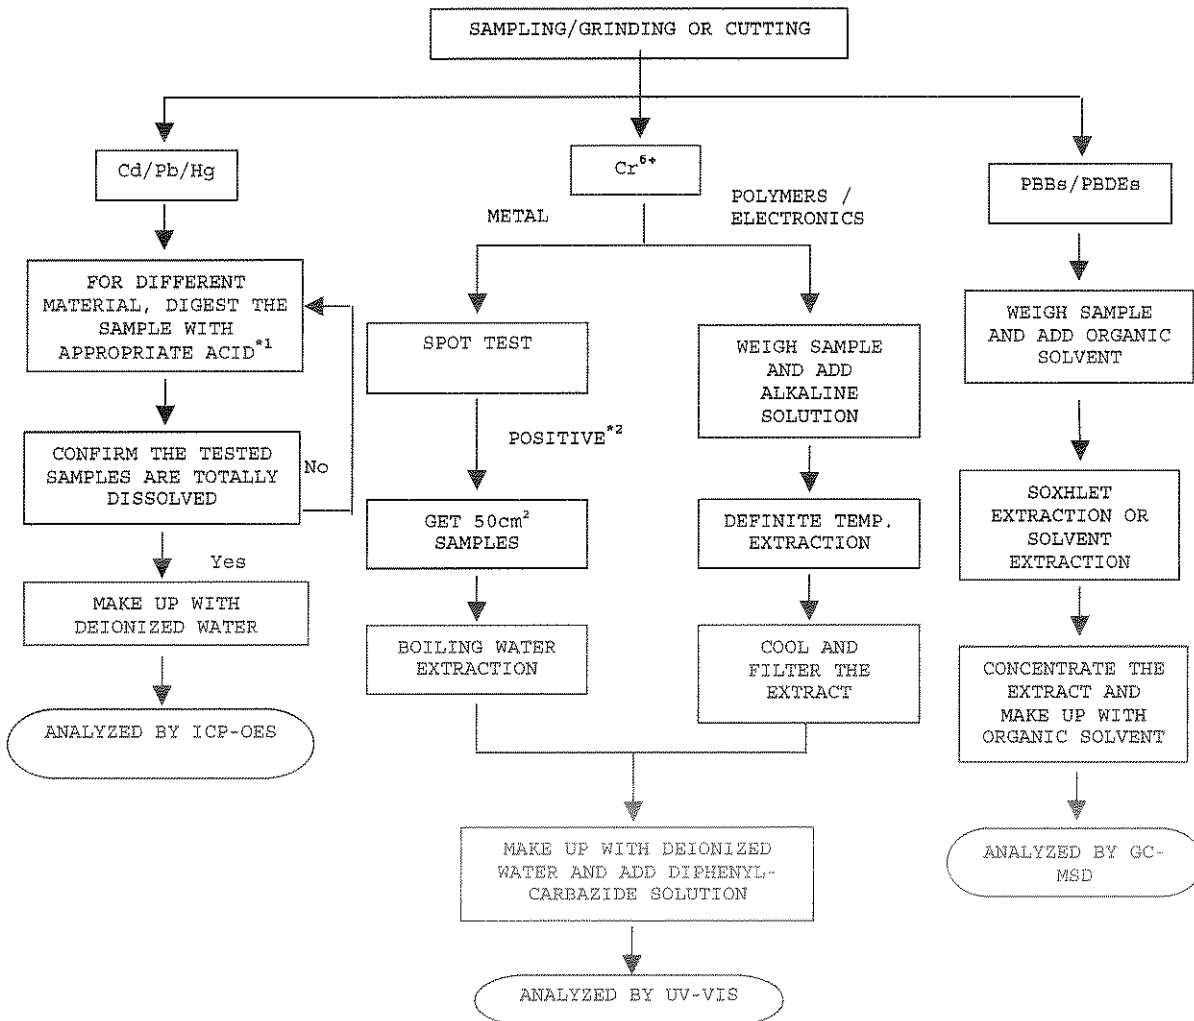 SAMPLING/GRINDING OR CUTTING
Cd/Pb/Hg
FOR DIFFERENT
MATERIAL, DIGEST THE
SAMPLE WITH
APPROPRIATE ACID*1
CONFIRM THE TESTED
SAMPLES ARE TOTALLY
DISSOLVED
No
Yes
MAKE UP WITH
DEIONIZED WATER
ANALYZED BY ICP-OES
Cr6+
METAL
POLYMERS /
ELECTRONICS
SPOT TEST
POSITIVE*2
GET 50cm²
SAMPLES
BOILING WATER
EXTRACTION
WEIGH SAMPLE
AND ADD
ALKALINE
SOLUTION
DEFINITE TEMP.
EXTRACTION
COOL AND
FILTER THE
EXTRACT
MAKE UP WITH DEIONIZED
WATER AND ADD DIPHENYL-
CARBAZIDE SOLUTION
ANALYZED BY UV-VIS
PBBs/PBDEs
WEIGH SAMPLE
AND ADD ORGANIC
SOLVENT
SOXHLET
EXTRACTION OR
SOLVENT
EXTRACTION
CONCENTRATE THE
EXTRACT AND
MAKE UP WITH
ORGANIC SOLVENT
ANALYZED BY GC-
MSD